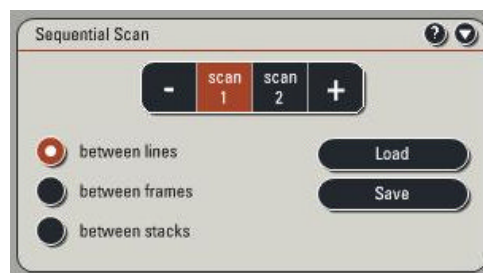 Sequential Scan ?
- scan 1 scan 2 +
between lines
Load
between frames
Save
between stacks